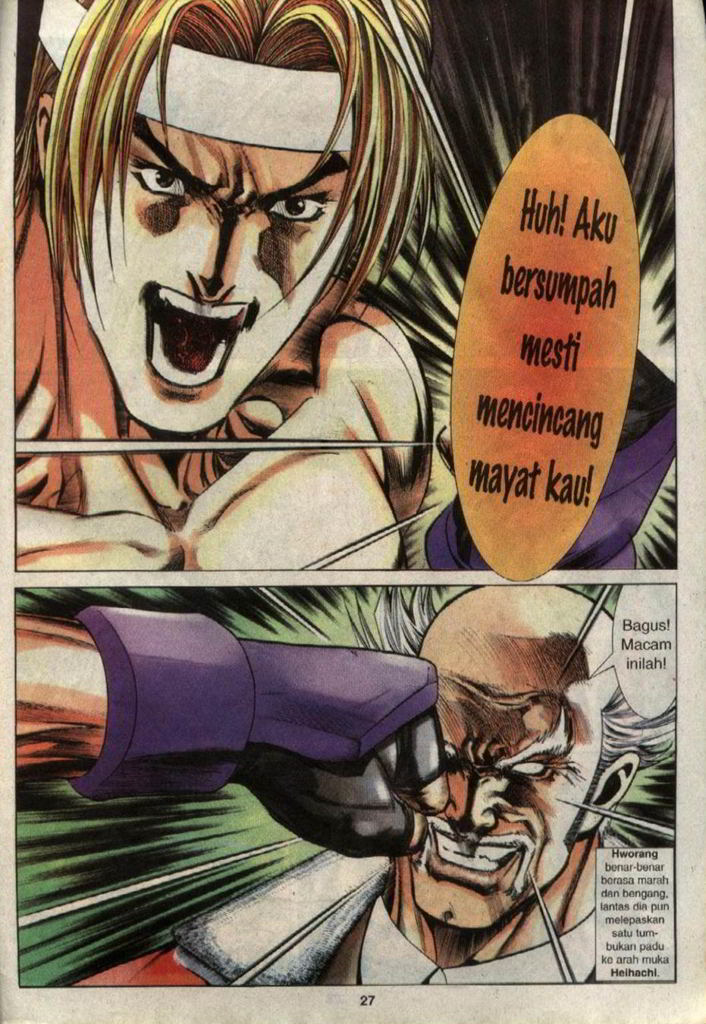 Huh! Aku
bersumpah
mesti
mencincang
mayat kau!
Bagus!
Macam
inilah!
Hworang
benar-benar
berasa marah
dan bengang,
lantas dia pun
melepaskan
satu tum-
bukan padu
ke arah muka
Heihachi.
27